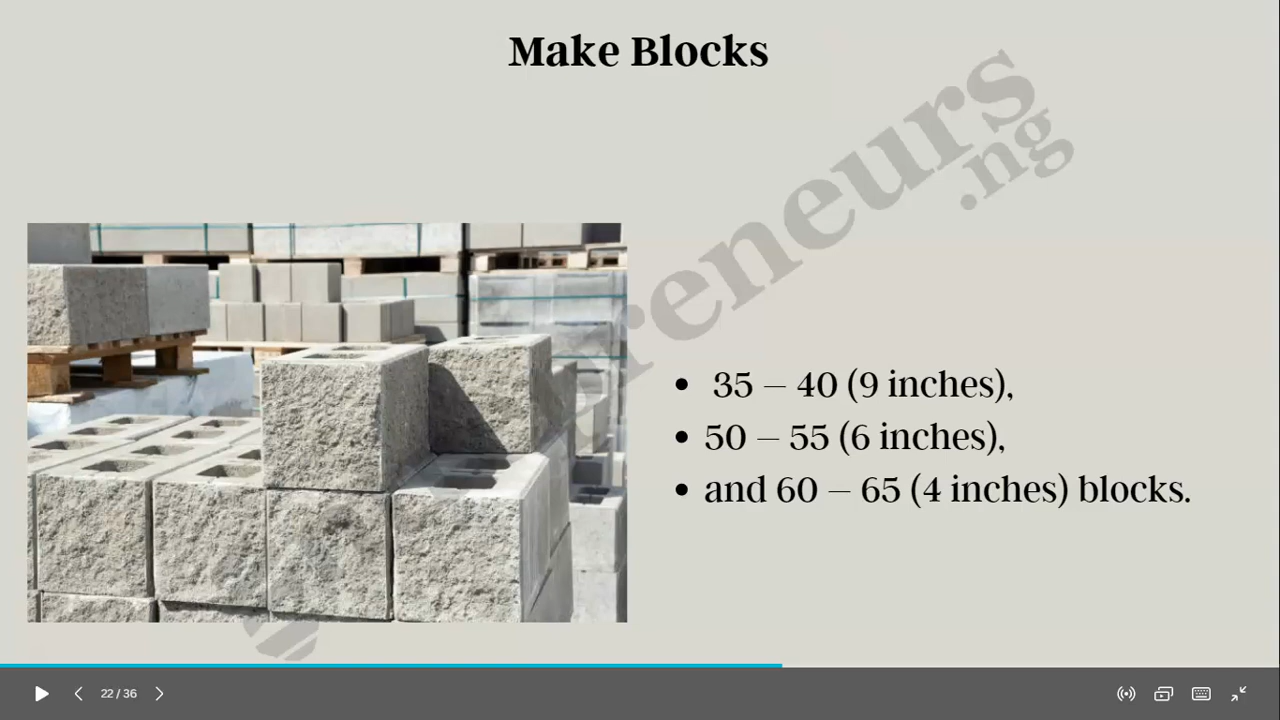 Make Blocks
preneurs
.ng
• 35 – 40 (9 inches),
• 50 – 55 (6 inches),
• and 60 – 65 (4 inches) blocks.
22 / 36